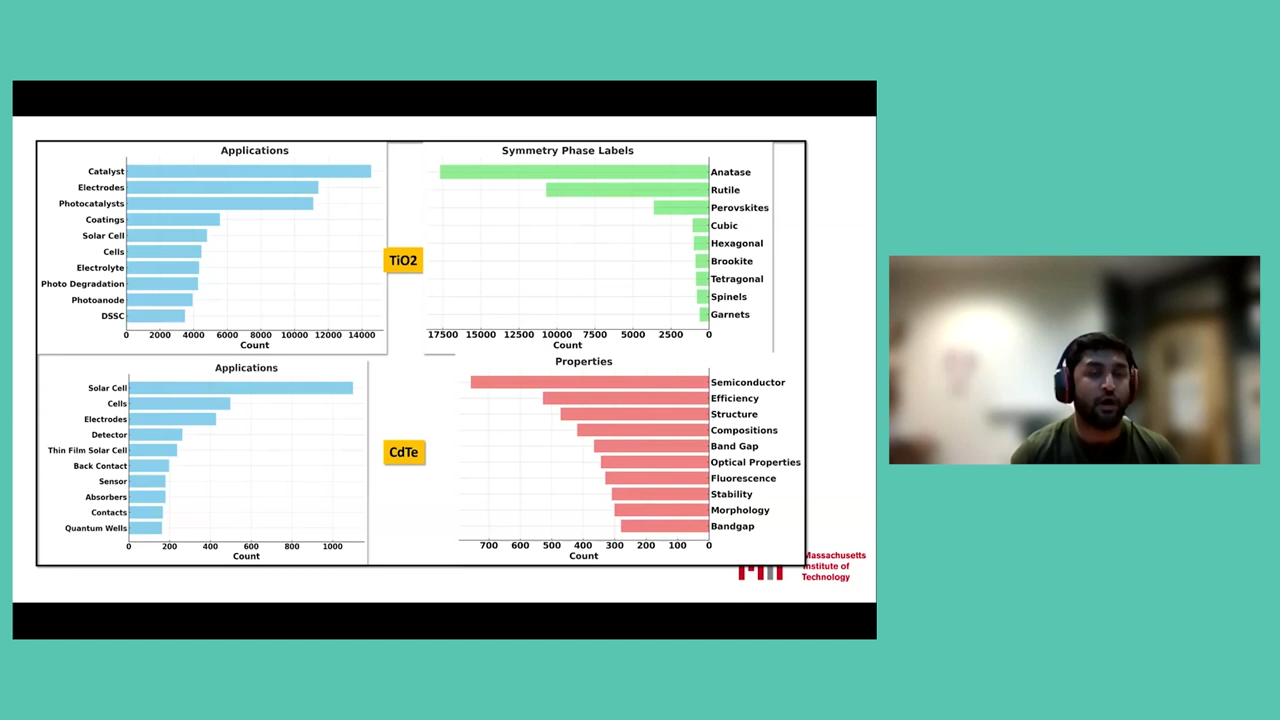 Applications
Catalyst
Electrodes
Photocatalysts
Coatings
Solar Cell
Cells
Electrolyte
Photo Degradation
Photoanode
DSSC
0 2000 4000 6000 8000 10000 12000 14000
Count
TiO2
Symmetry Phase Labels
Anatase
Rutile
Perovskites
Cubic
Hexagonal
Brookite
Tetragonal
Spinels
Garnets
17500 15000 12500 10000 7500 5000 2500 0
Count
Applications
Solar Cell
Cells
Electrodes
Detector
Thin Film Solar Cell
Back Contact
Sensor
Absorbers
Contacts
Quantum Wells
0 200 400 600 800 1000
Count
CdTe
Properties
Semiconductor
Efficiency
Structure
Compositions
Band Gap
Optical Properties
Fluorescence
Stability
Morphology
Bandgap
700 600 500 400 300 200 100 0
Count
Massachusetts
Institute of
Technology